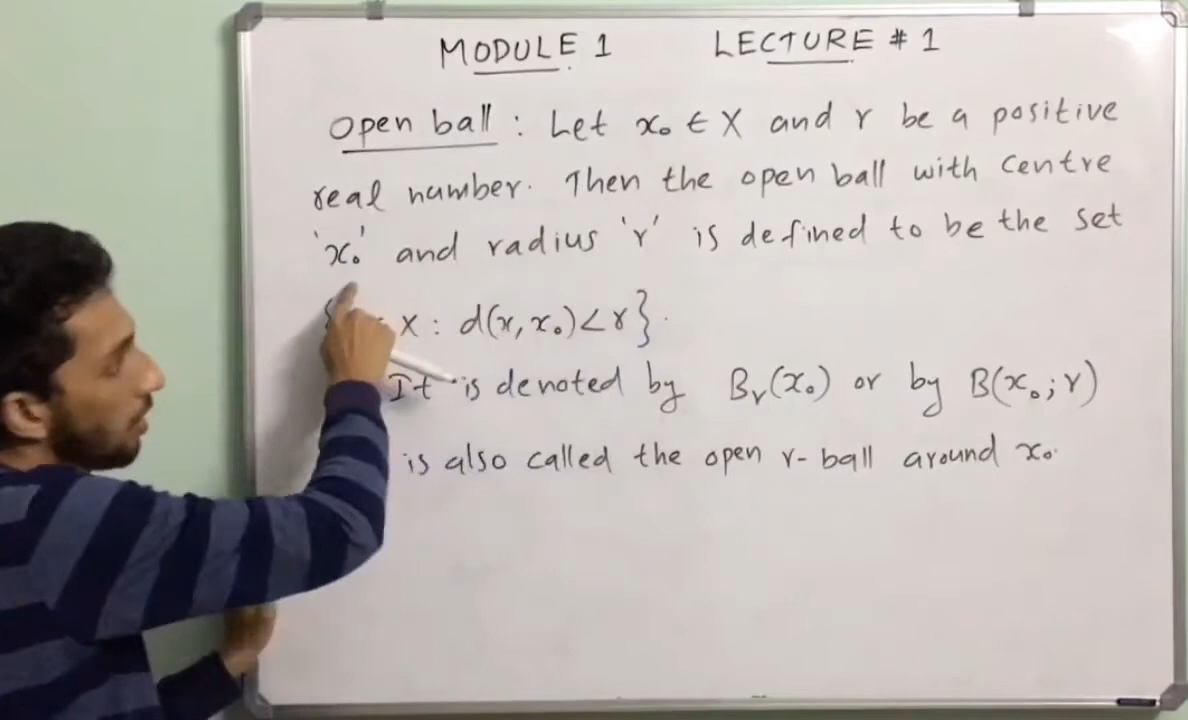 MODULE 1 LECTURE # 1
Open ball : Let x₀ ∈ X and r be a positive
real number. Then the open ball with centre
'x₀' and radius 'r' is defined to be the set
{ X : d(x, x₀) < r }.
It is denoted by Bᵣ(x₀) or by B(x₀; r)
is also called the open r-ball around x₀.